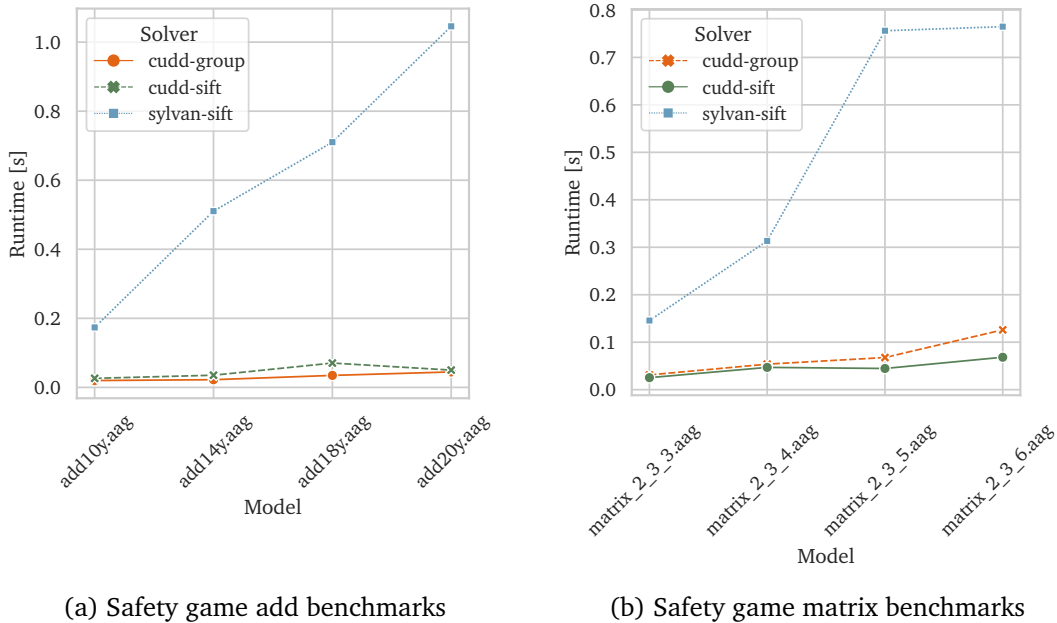 Solver
cudd-group
cudd-sift
sylvan-sift
1.0
0.8
0.6
0.4
0.2
0.0
Runtime [s]
add10y.aag
add14y.aag
add18y.aag
add20y.aag
Model
(a) Safety game add benchmarks
Solver
cudd-group
cudd-sift
sylvan-sift
0.8
0.7
0.6
0.5
0.4
0.3
0.2
0.1
0.0
Runtime [s]
matrix_2_3_3.aag
matrix_2_3_4.aag
matrix_2_3_5.aag
matrix_2_3_6.aag
Model
(b) Safety game matrix benchmarks